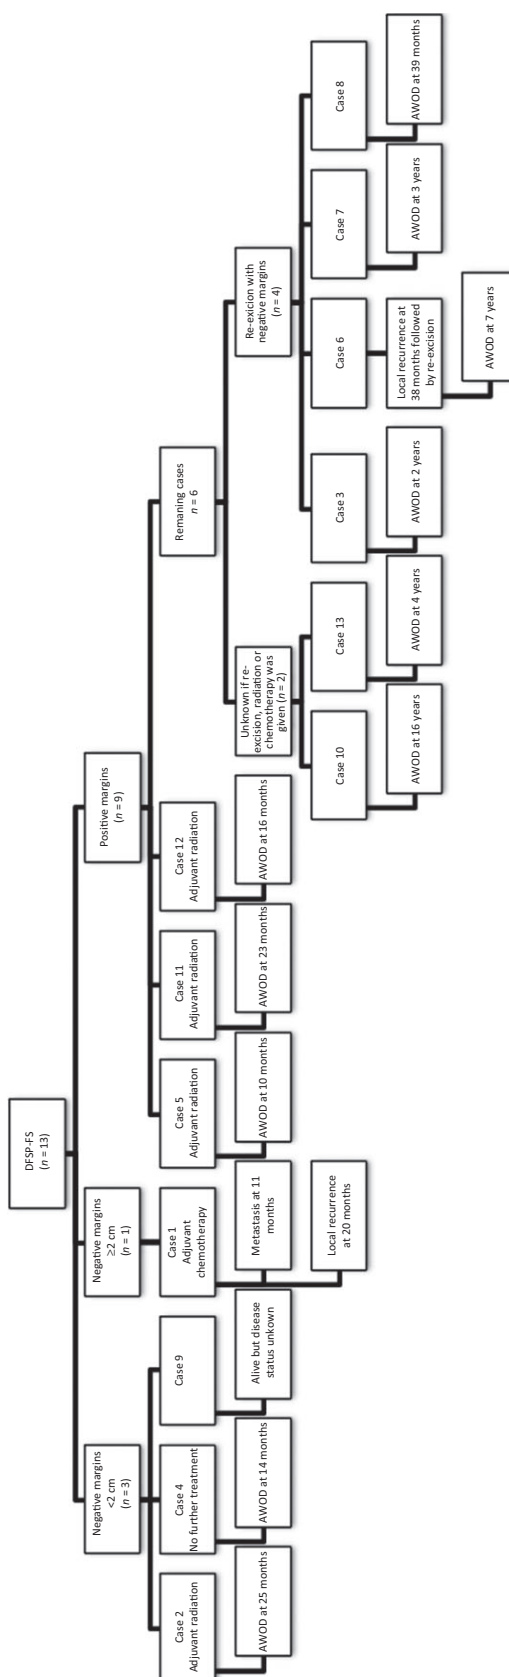 DFSP-FS
(n = 13)
Negative margins
<2 cm
(n = 3)
Negative margins
≥2 cm
(n = 1)
Positive margins
(n = 9)
Case 2
Adjuvant radiation
Case 4
No further treatment
Case 9
Case 1
Adjuvant
chemotherapy
Case 5
Adjuvant radiation
Case 11
Adjuvant radiation
Case 12
Adjuvant radiation
Remaning cases
n = 6
AWOD at 25 months
AWOD at 14 months
Alive but disease
status unkown
Metastasis at 11
months
Local recurrence
at 20 months
AWOD at 10 months
AWOD at 23 months
AWOD at 16 months
Unknown if re-
excision, radiation or
chemotherapy was
given (n = 2)
Re-exicion with
negative margins
(n = 4)
Case 10
Case 13
Case 3
Case 6
Case 7
Case 8
AWOD at 16 years
AWOD at 4 years
AWOD at 2 years
Local recurrence at
38 months followed
by re-excision
AWOD at 3 years
AWOD at 39 months
AWOD at 7 years